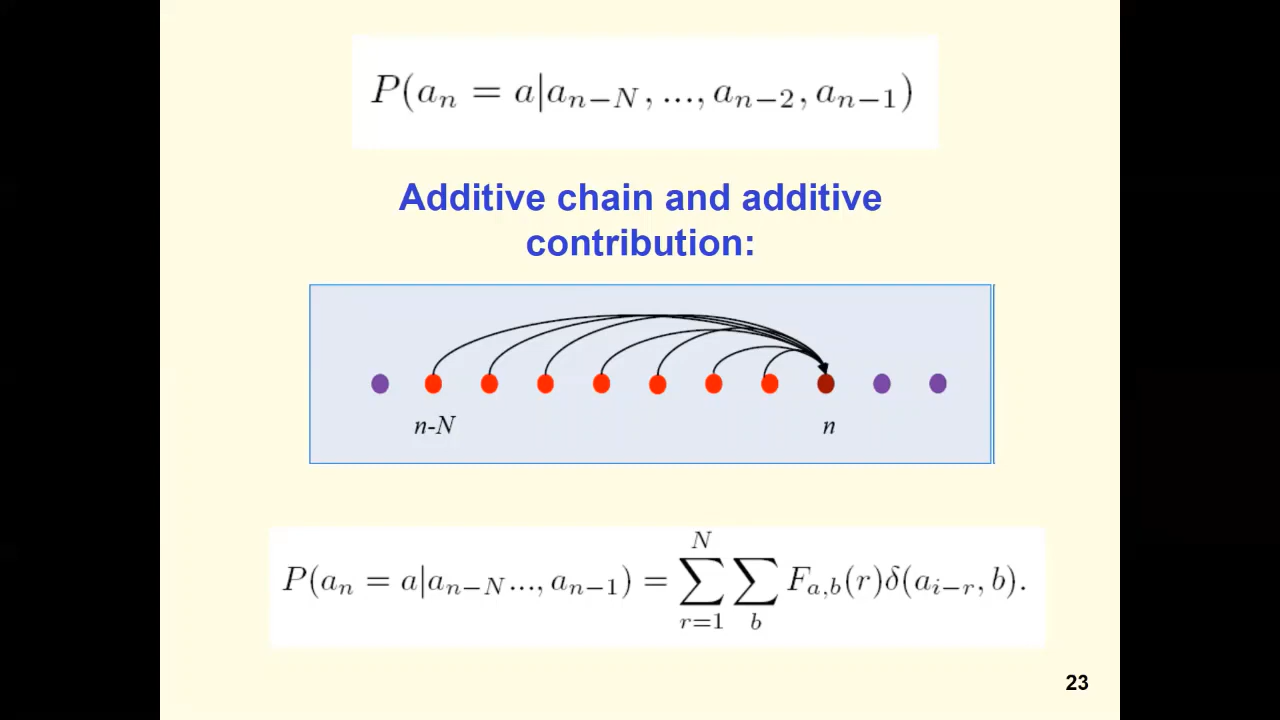 P(a_n = a|a_{n−N}, ..., a_{n−2}, a_{n−1})
Additive chain and additive
contribution:
n-N n
P(a_n = a|a_{n−N}..., a_{n−1}) = \sum_{r=1}^{N} \sum_{b} F_{a,b}(r)δ(a_{i−r}, b).
23